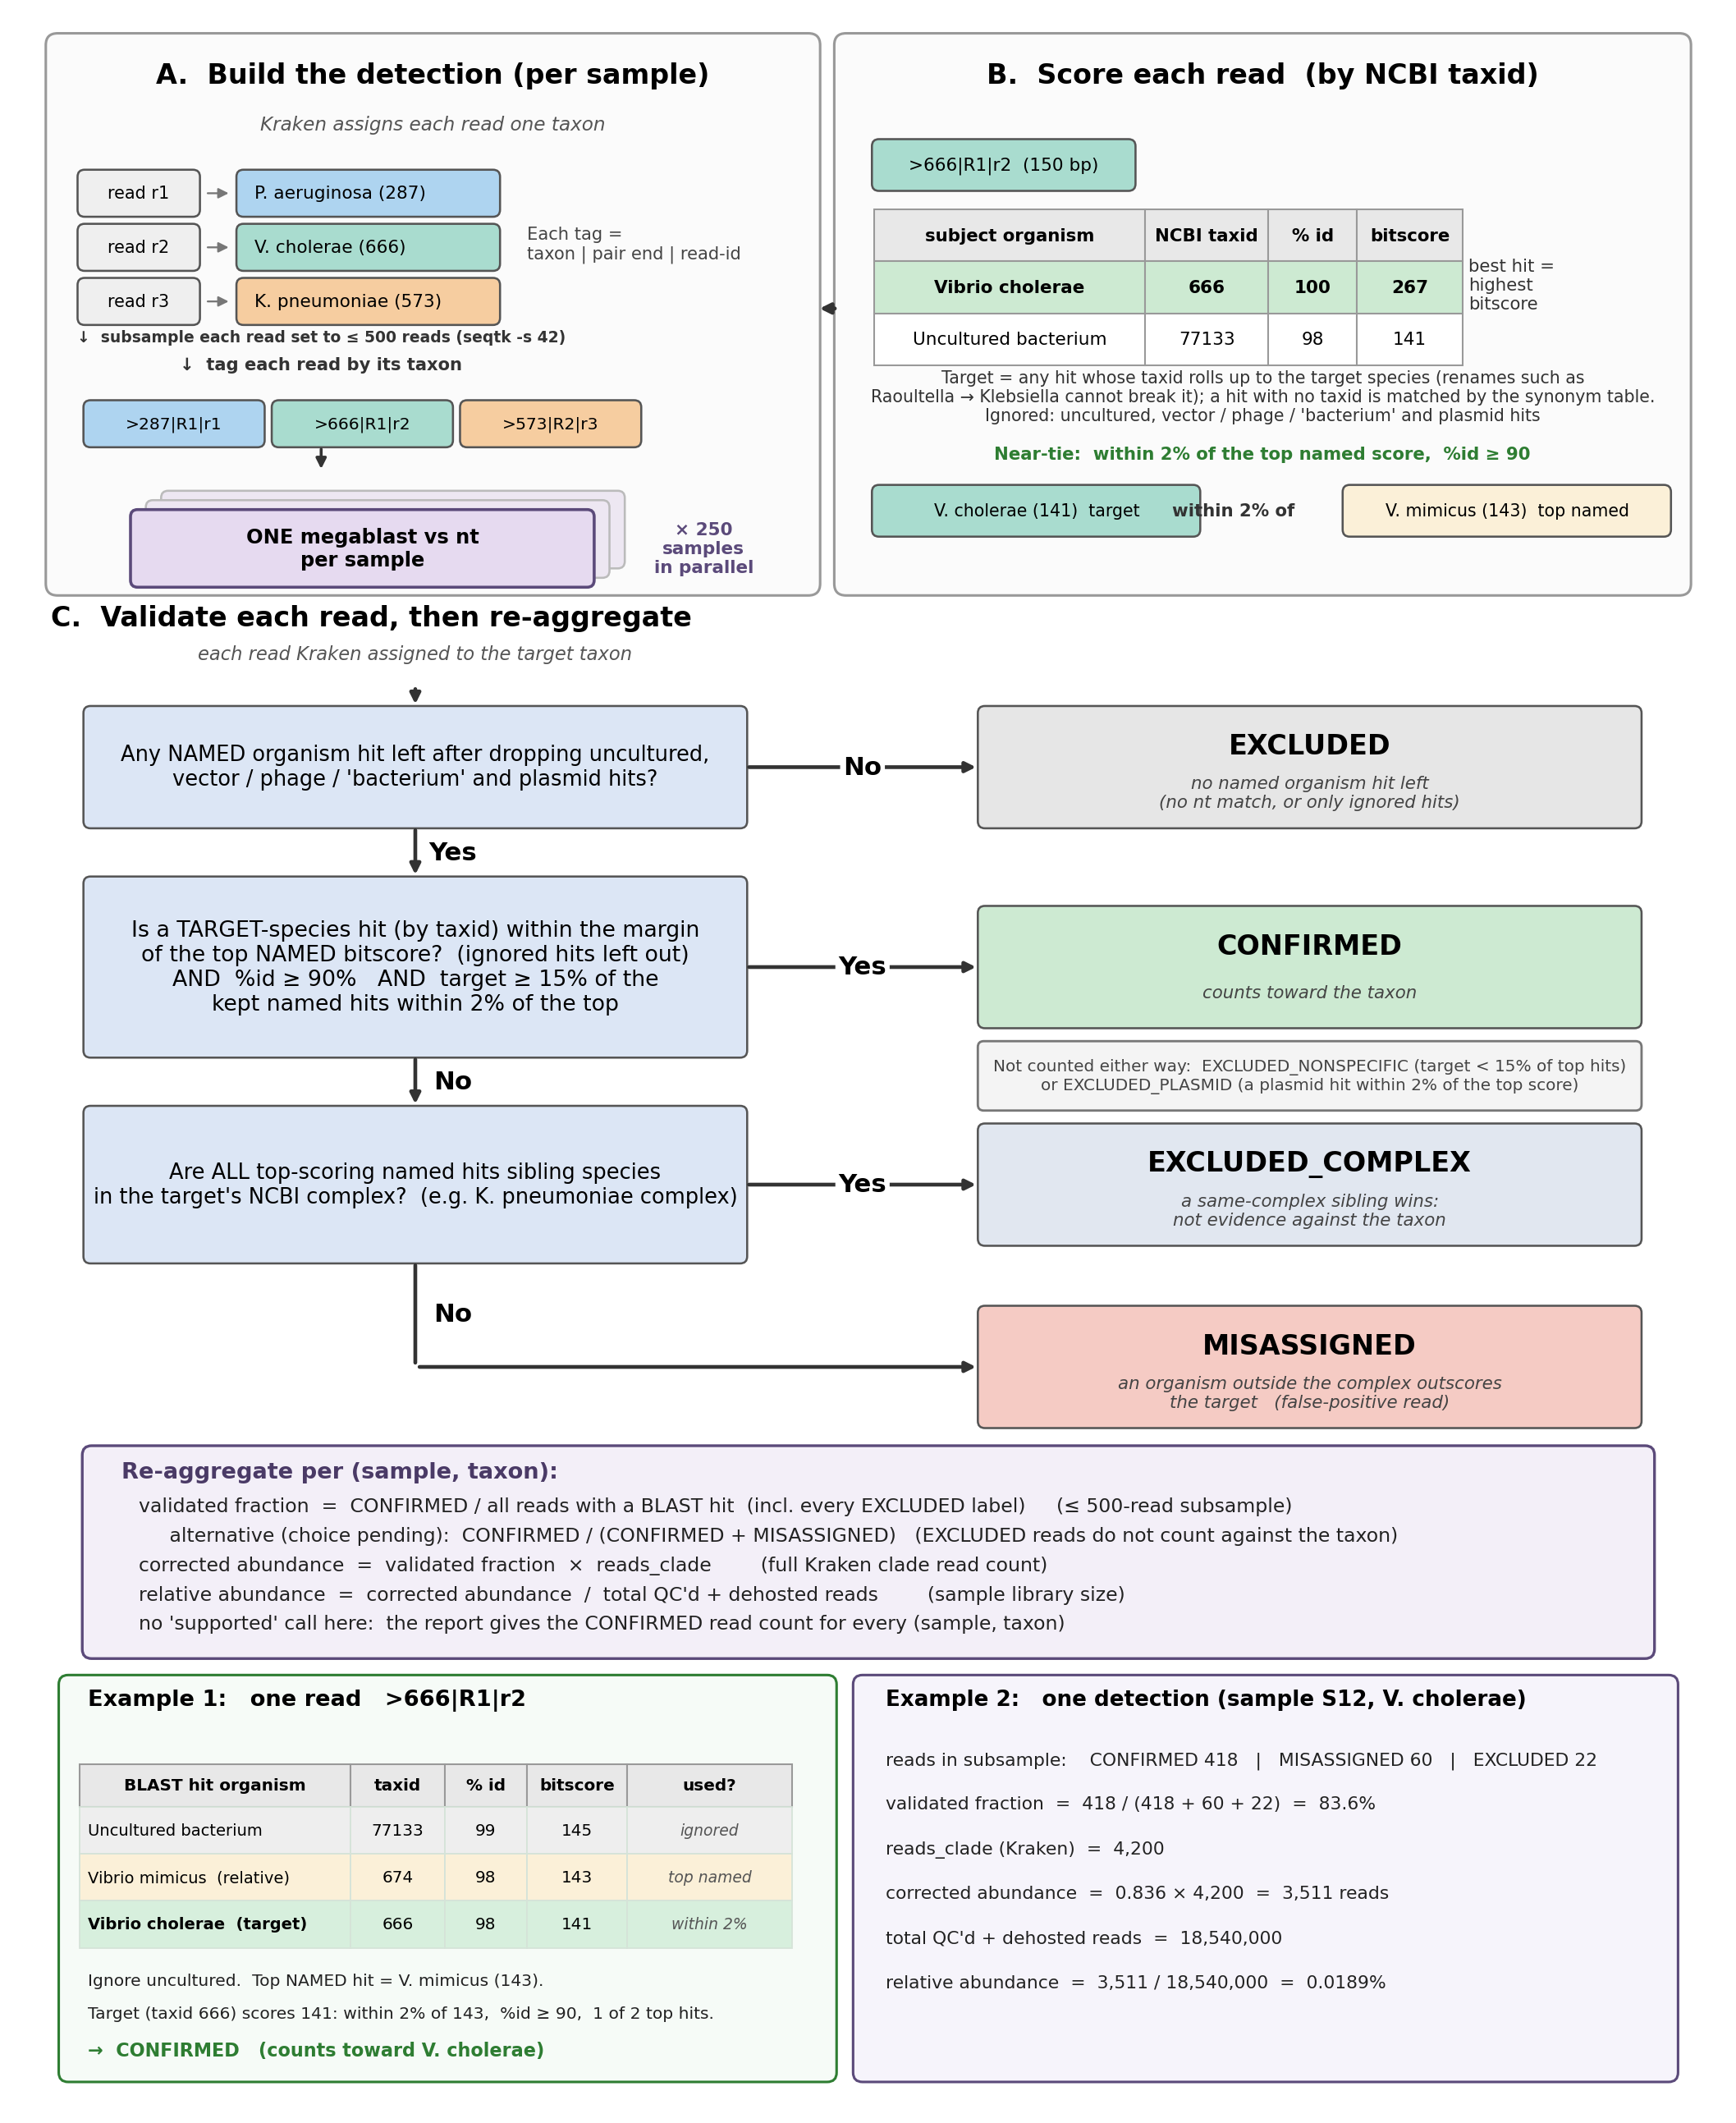 A.  Build the detection (per sample)
Kraken assigns each read one taxon
read r1
P. aeruginosa (287)
read r2
V. cholerae (666)
Each tag =
taxon | pair end | read-id
read r3
K. pneumoniae (573)
↓  subsample each read set to ≤ 500 reads (seqtk -s 42)
↓  tag each read by its taxon
>287|R1|r1
>666|R1|r2
>573|R2|r3
ONE megablast vs nt
per sample
× 250
samples
in parallel
B.  Score each read  (by NCBI taxid)
>666|R1|r2  (150 bp)
subject organism  NCBI taxid  % id  bitscore
Vibrio cholerae  666  100  267
Uncultured bacterium  77133  98  141
best hit =
highest
bitscore
Target = any hit whose taxid rolls up to the target species (renames such as
Raoultella → Klebsiella cannot break it); a hit with no taxid is matched by the synonym table.
Ignored: uncultured, vector / phage / 'bacterium' and plasmid hits
Near-tie:  within 2% of the top named score,  %id ≥ 90
V. cholerae (141)  target
within 2% of
V. mimicus (143)  top named
C.  Validate each read, then re-aggregate
each read Kraken assigned to the target taxon
Any NAMED organism hit left after dropping uncultured,
vector / phage / 'bacterium' and plasmid hits?
No
EXCLUDED
no named organism hit left
(no nt match, or only ignored hits)
Yes
Is a TARGET-species hit (by taxid) within the margin
of the top NAMED bitscore?  (ignored hits left out)
AND  %id ≥ 90%   AND  target ≥ 15% of the
kept named hits within 2% of the top
Yes
CONFIRMED
counts toward the taxon
Not counted either way:  EXCLUDED_NONSPECIFIC (target < 15% of top hits)
or EXCLUDED_PLASMID (a plasmid hit within 2% of the top score)
No
Are ALL top-scoring named hits sibling species
in the target's NCBI complex?  (e.g. K. pneumoniae complex)
Yes
EXCLUDED_COMPLEX
a same-complex sibling wins:
not evidence against the taxon
No
MISASSIGNED
an organism outside the complex outscores
the target   (false-positive read)
Re-aggregate per (sample, taxon):
validated fraction  =  CONFIRMED / all reads with a BLAST hit  (incl. every EXCLUDED label)     (≤ 500-read subsample)
alternative (choice pending):  CONFIRMED / (CONFIRMED + MISASSIGNED)   (EXCLUDED reads do not count against the taxon)
corrected abundance  =  validated fraction  ×  reads_clade        (full Kraken clade read count)
relative abundance  =  corrected abundance  /  total QC'd + dehosted reads        (sample library size)
no 'supported' call here:  the report gives the CONFIRMED read count for every (sample, taxon)
Example 1:   one read   >666|R1|r2
BLAST hit organism  taxid  % id  bitscore  used?
Uncultured bacterium  77133  99  145  ignored
Vibrio mimicus  (relative)  674  98  143  top named
Vibrio cholerae  (target)  666  98  141  within 2%
Ignore uncultured.  Top NAMED hit = V. mimicus (143).
Target (taxid 666) scores 141: within 2% of 143,  %id ≥ 90,  1 of 2 top hits.
→  CONFIRMED   (counts toward V. cholerae)
Example 2:   one detection (sample S12, V. cholerae)
reads in subsample:    CONFIRMED 418   |   MISASSIGNED 60   |   EXCLUDED 22
validated fraction  =  418 / (418 + 60 + 22)  =  83.6%
reads_clade (Kraken)  =  4,200
corrected abundance  =  0.836 × 4,200  =  3,511 reads
total QC'd + dehosted reads  =  18,540,000
relative abundance  =  3,511 / 18,540,000  =  0.0189%